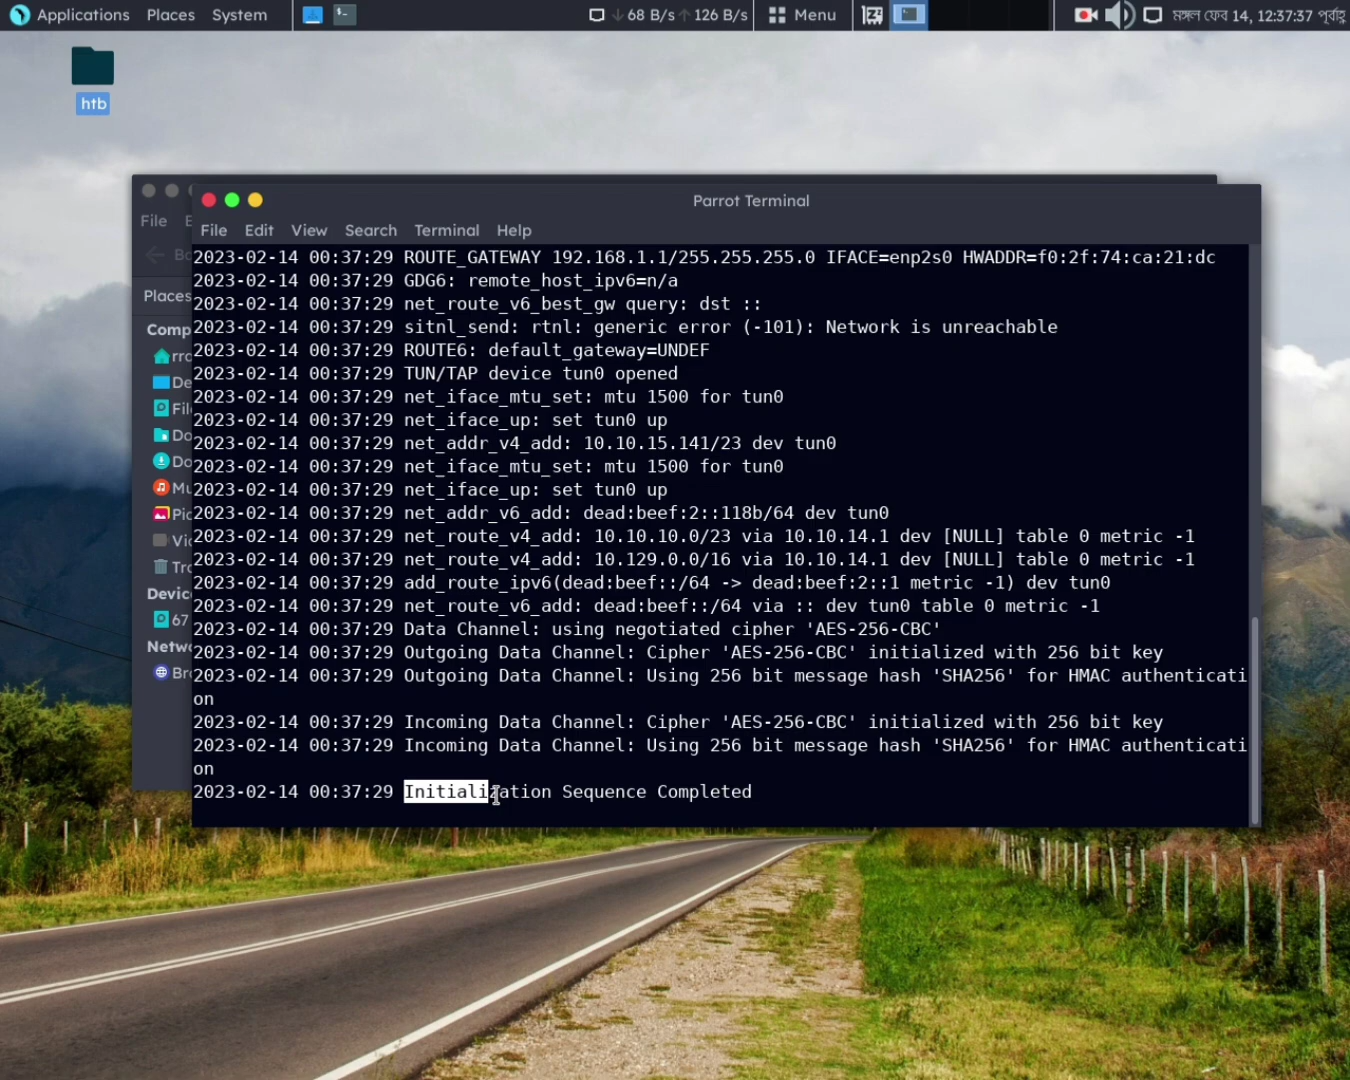 Applications Places System 68 B/s 126 B/s Menu মঙ্গল ফেব 14, 12:37:37 পূর্বাহ্ণ
htb
Parrot Terminal
File
File Edit View Search Terminal Help
Places
Comp
Device
67
Netw
2023-02-14 00:37:29 ROUTE_GATEWAY 192.168.1.1/255.255.255.0 IFACE=enp2s0 HWADDR=f0:2f:74:ca:21:dc
2023-02-14 00:37:29 GDG6: remote_host_ipv6=n/a
2023-02-14 00:37:29 net_route_v6_best_gw query: dst ::
2023-02-14 00:37:29 sitnl_send: rtnl: generic error (-101): Network is unreachable
2023-02-14 00:37:29 ROUTE6: default_gateway=UNDEF
2023-02-14 00:37:29 TUN/TAP device tun0 opened
2023-02-14 00:37:29 net_iface_mtu_set: mtu 1500 for tun0
2023-02-14 00:37:29 net_iface_up: set tun0 up
2023-02-14 00:37:29 net_addr_v4_add: 10.10.15.141/23 dev tun0
2023-02-14 00:37:29 net_iface_mtu_set: mtu 1500 for tun0
2023-02-14 00:37:29 net_iface_up: set tun0 up
2023-02-14 00:37:29 net_addr_v6_add: dead:beef:2::118b/64 dev tun0
2023-02-14 00:37:29 net_route_v4_add: 10.10.10.0/23 via 10.10.14.1 dev [NULL] table 0 metric -1
2023-02-14 00:37:29 net_route_v4_add: 10.129.0.0/16 via 10.10.14.1 dev [NULL] table 0 metric -1
2023-02-14 00:37:29 add_route_ipv6(dead:beef::/64 -> dead:beef:2::1 metric -1) dev tun0
2023-02-14 00:37:29 net_route_v6_add: dead:beef::/64 via :: dev tun0 table 0 metric -1
2023-02-14 00:37:29 Data Channel: using negotiated cipher 'AES-256-CBC'
2023-02-14 00:37:29 Outgoing Data Channel: Cipher 'AES-256-CBC' initialized with 256 bit key
2023-02-14 00:37:29 Outgoing Data Channel: Using 256 bit message hash 'SHA256' for HMAC authenticati
on
2023-02-14 00:37:29 Incoming Data Channel: Cipher 'AES-256-CBC' initialized with 256 bit key
2023-02-14 00:37:29 Incoming Data Channel: Using 256 bit message hash 'SHA256' for HMAC authenticati
on
2023-02-14 00:37:29 Initialization Sequence Completed